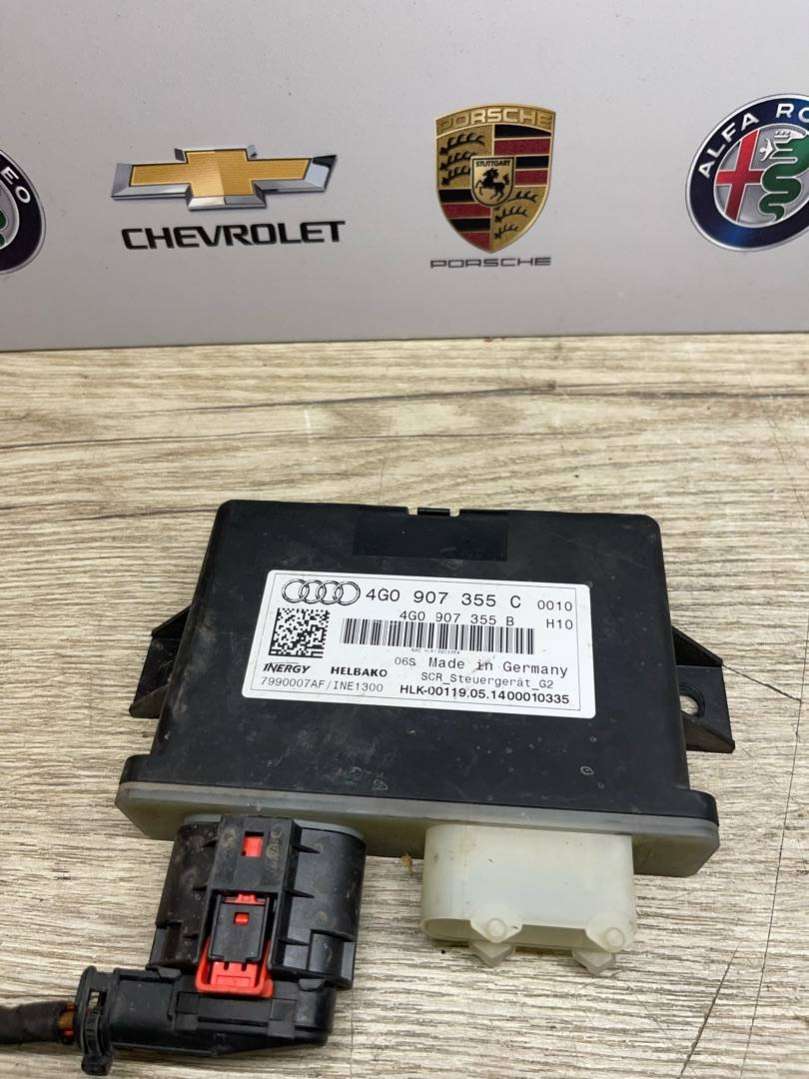 CHEVROLET
PORSCHE
STUTTGART
PORSCHE
ALFA RO
EO
4G0 907 355 C 0010
4G0 907 355 B H10
06S Made in Germany
INERGY HELBAKO SCR_Steuergerät_G2
7990007AF/INE1300 HLK-00119.05.1400010335